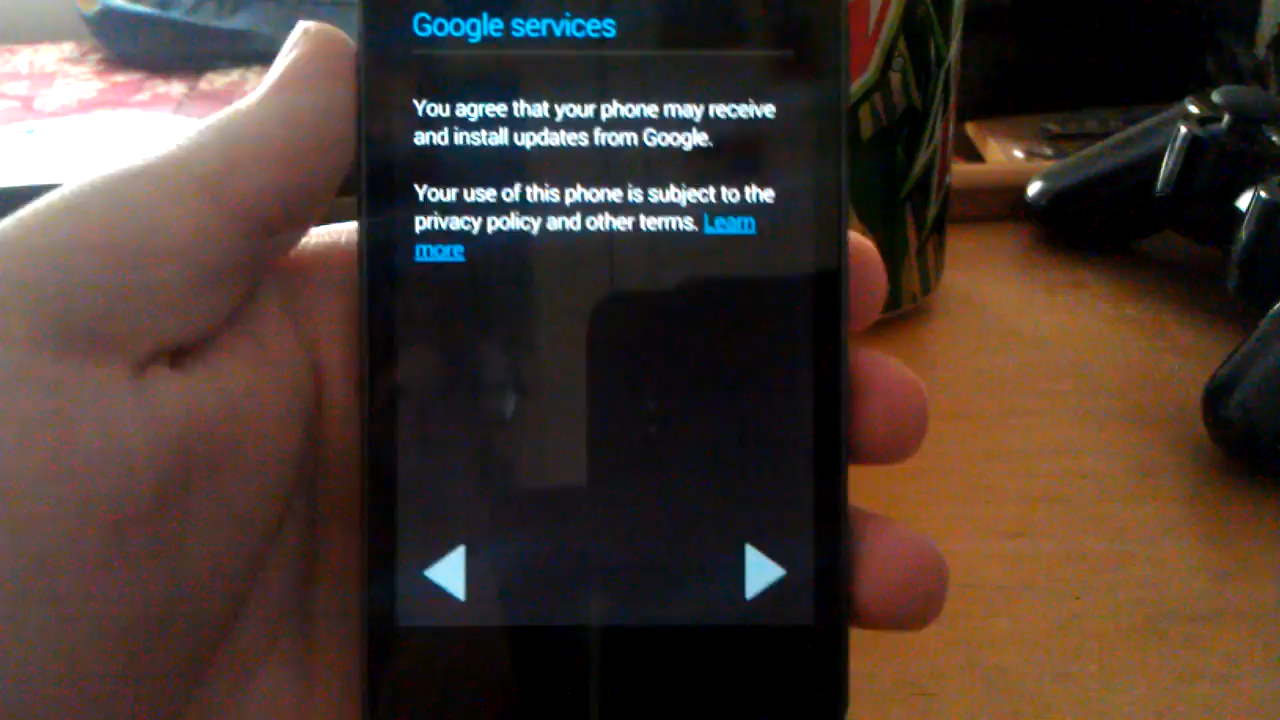 Google services
You agree that your phone may receive
and install updates from Google.
Your use of this phone is subject to the
privacy policy and other terms. Learn
more